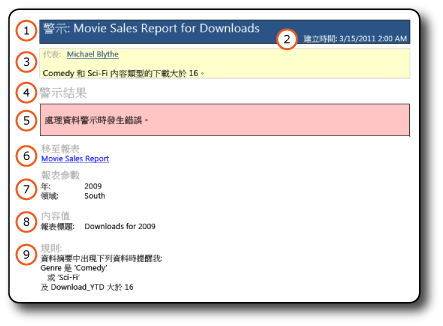 1 警示: Movie Sales Report for Downloads
2 建立時間: 3/15/2011 2:00 AM
3 代表: Michael Blythe
Comedy 和 Sci-Fi 內容類型的下載大於 16。
4 警示結果
5 處理資料警示時發生錯誤。
6 移至報表
Movie Sales Report
報表參數
7 年: 2009
領域: South
8 內容值
報表標題: Downloads for 2009
9 規則:
資料摘要中出現下列資料時提醒我:
Genre 是 'Comedy'
或 'Sci-Fi'
及 Download_YTD 大於 16